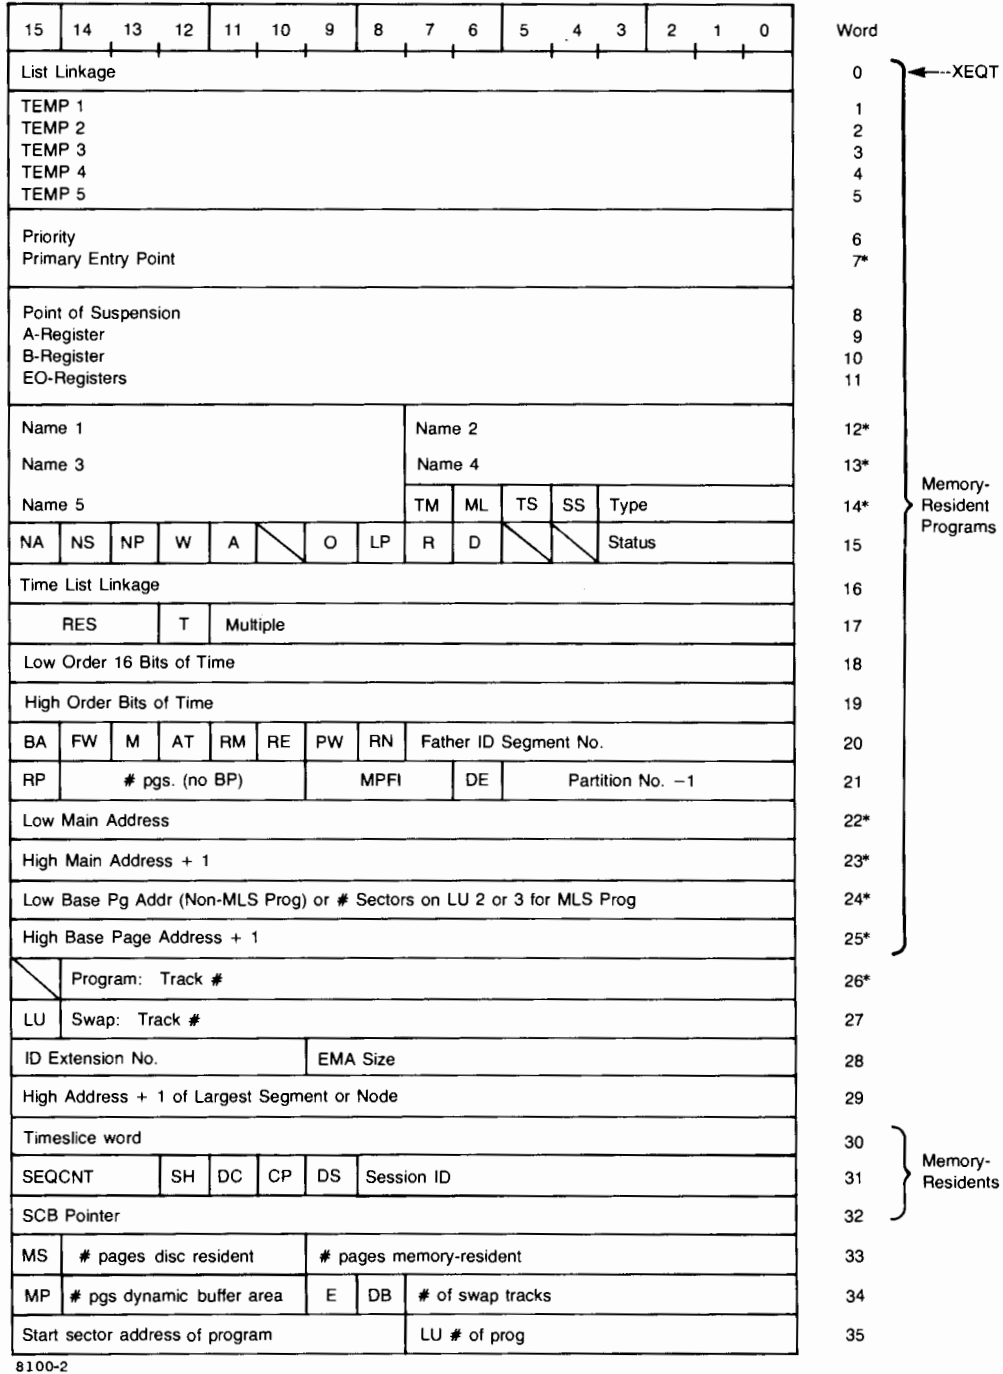 15 14 13 12 11 10 9 8 7 6 5 4 3 2 1 0 Word
List Linkage 0 XEQT
TEMP 1 1
TEMP 2 2
TEMP 3 3
TEMP 4 4
TEMP 5 5
Priority 6
Primary Entry Point 7*
Point of Suspension 8
A-Register 9
B-Register 10
EO-Registers 11
Name 1 Name 2 12*
Name 3 Name 4 13*
Name 5 TM ML TS SS Type 14*
Memory-
Resident
Programs
NA NS NP W A O LP R D Status 15
Time List Linkage 16
RES T Multiple 17
Low Order 16 Bits of Time 18
High Order Bits of Time 19
BA FW M AT RM RE PW RN Father ID Segment No. 20
RP # pgs. (no BP) MPFI DE Partition No. −1 21
Low Main Address 22*
High Main Address + 1 23*
Low Base Pg Addr (Non-MLS Prog) or # Sectors on LU 2 or 3 for MLS Prog 24*
High Base Page Address + 1 25*
Program: Track # 26*
LU Swap: Track # 27
ID Extension No. EMA Size 28
High Address + 1 of Largest Segment or Node 29
Timeslice word 30
SEQCNT SH DC CP DS Session ID 31
Memory-
Residents
SCB Pointer 32
MS # pages disc resident # pages memory-resident 33
MP # pgs dynamic buffer area E DB # of swap tracks 34
Start sector address of program LU # of prog 35
8100-2